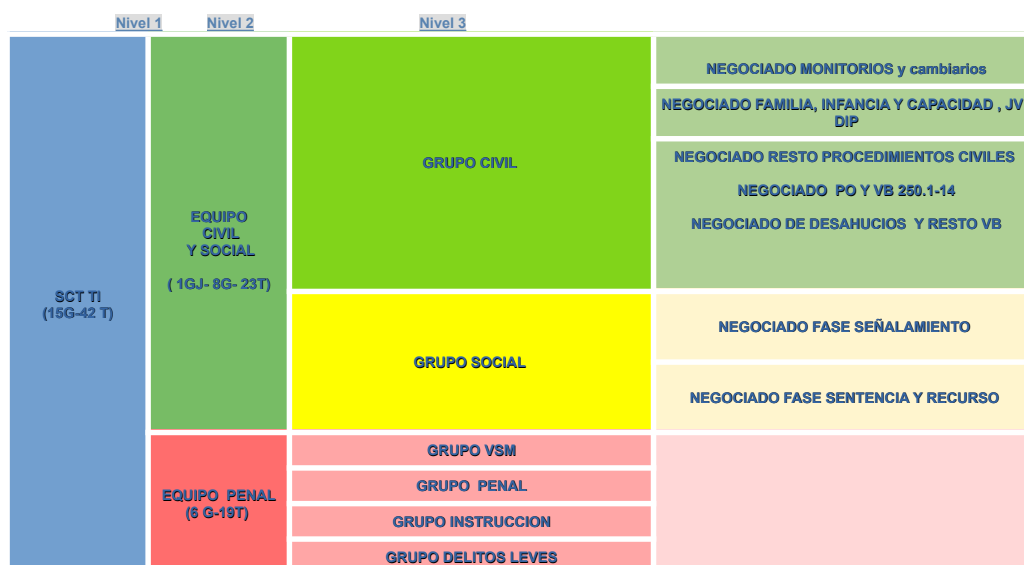 Nivel 1 Nivel 2 Nivel 3
SCT TI
(15G-42 T)
EQUIPO
CIVIL
Y SOCIAL
( 1GJ- 8G- 23T)
GRUPO CIVIL
NEGOCIADO MONITORIOS y cambiarios
NEGOCIADO FAMILIA, INFANCIA Y CAPACIDAD , JV
DIP
NEGOCIADO RESTO PROCEDIMIENTOS CIVILES
NEGOCIADO PO Y VB 250.1-14
NEGOCIADO DE DESAHUCIOS Y RESTO VB
GRUPO SOCIAL
NEGOCIADO FASE SEÑALAMIENTO
NEGOCIADO FASE SENTENCIA Y RECURSO
EQUIPO PENAL
(6 G-19T)
GRUPO VSM
GRUPO PENAL
GRUPO INSTRUCCION
GRUPO DELITOS LEVES